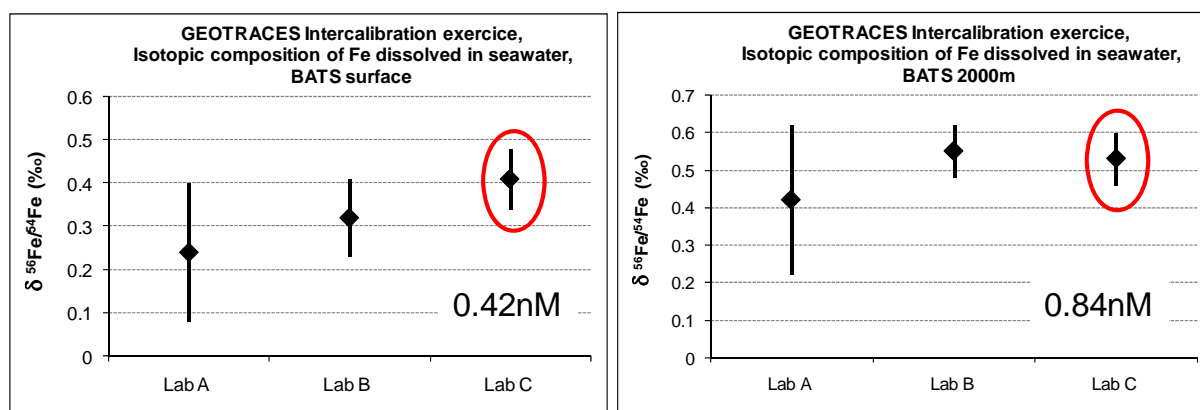 GEOTRACES Intercalibration exercice,
Isotopic composition of Fe dissolved in seawater,
BATS surface
0.6
0.5
0.4
0.3
0.2
0.1
0
δ ⁵⁶Fe/⁵⁴Fe (‰)
0.42nM
Lab A
Lab B
Lab C
GEOTRACES Intercalibration exercice,
Isotopic composition of Fe dissolved in seawater,
BATS 2000m
0.7
0.6
0.5
0.4
0.3
0.2
0.1
0
δ ⁵⁶Fe/⁵⁴Fe (‰)
0.84nM
Lab A
Lab B
Lab C